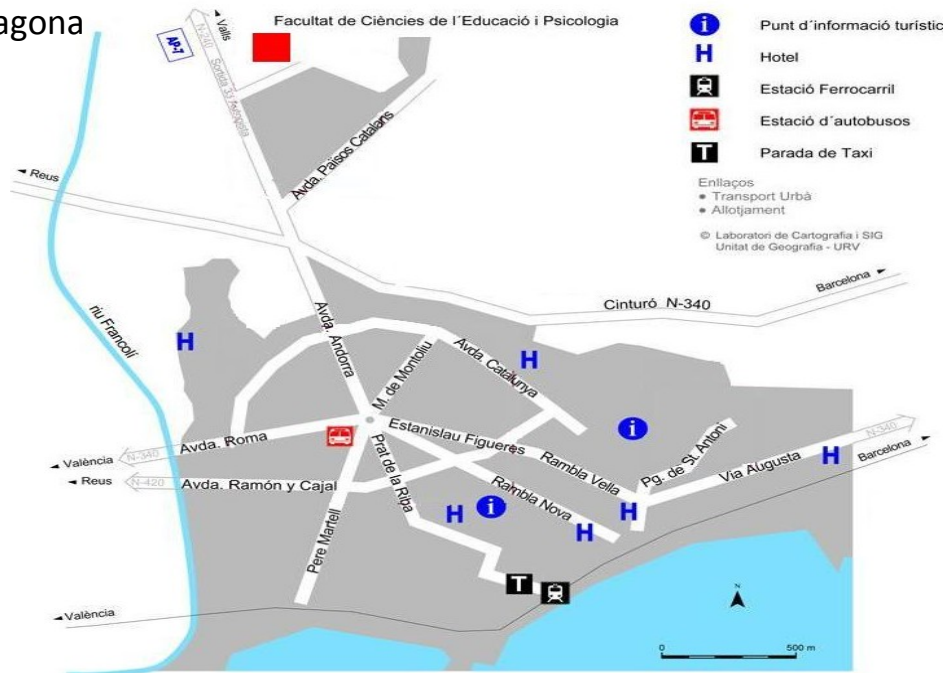 agona
Facultat de Ciències de l´Educació i Psicologia
Valls
N-240
AP-7
Sortida 33 Autopista
Avda. Països Catalans
Reus
i
Punt d´informació turístic
H
Hotel
Estació Ferrocarril
Estació d´autobusos
T
Parada de Taxi
Enllaços
• Transport Urbà
• Allotjament
© Laboratori de Cartografia i SIG
Unitat de Geografia - URV
Barcelona
Cinturó N-340
riu Francolí
H
Avda. Andorra
M. de Montoliu
Avda. Catalunya
H
i
Avda. Roma
N-340
València
Estanislau Figueres
Rambla Vella
Pg. de St. Antoni
Via Augusta
H
N-340
Barcelona
Reus
N-420
Avda. Ramón y Cajal
Prat de la Riba
Rambla Nova
H
i
H
H
Pere Martell
T
València
N
0
500 m